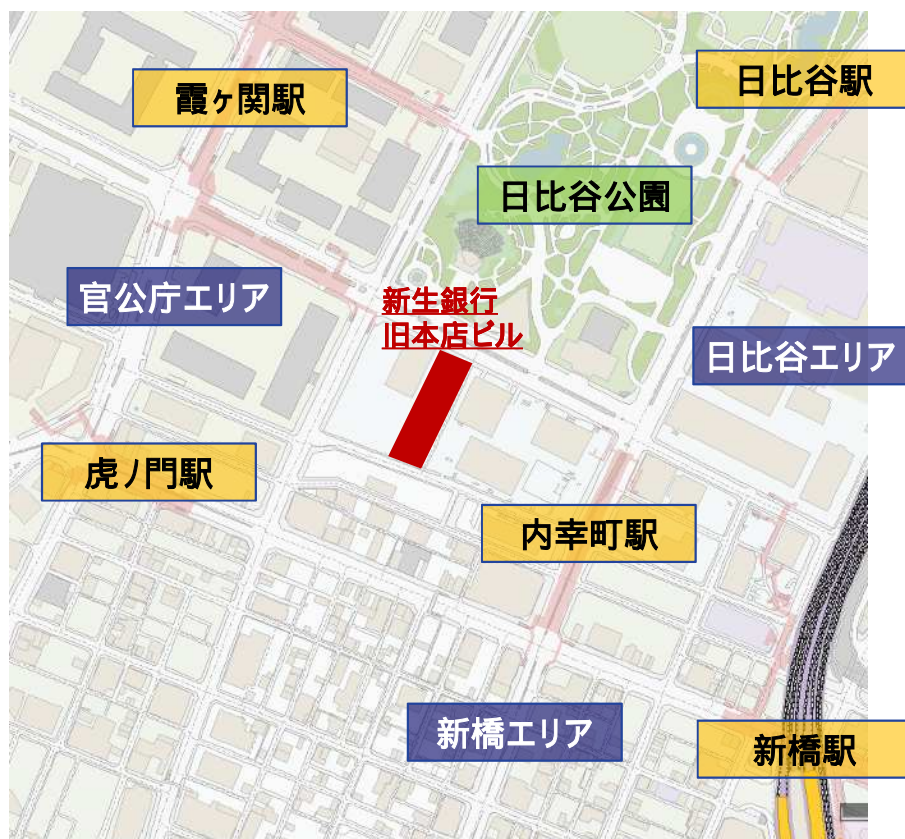 日比谷駅
霞ヶ関駅
日比谷公園
官公庁エリア
新生銀行
旧本店ビル
日比谷エリア
虎ノ門駅
内幸町駅
新橋エリア
新橋駅